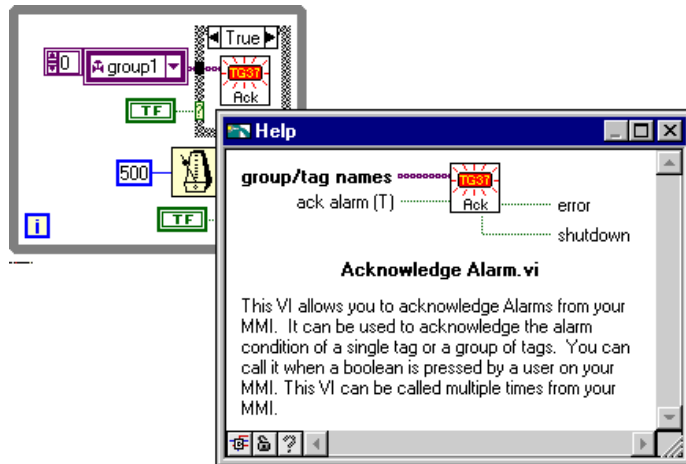 True
0
group1
TG37
Ack
TF
?
500
TF
i
Help
group/tag names
TG37
ack alarm (T)
Ack
error
shutdown
Acknowledge Alarm.vi
This VI allows you to acknowledge Alarms from your
MMI.  It can be used to acknowledge the alarm
condition of a single tag or a group of tags.  You can
call it when a boolean is pressed by a user on your
MMI. This VI can be called multiple times from your
MMI.
?